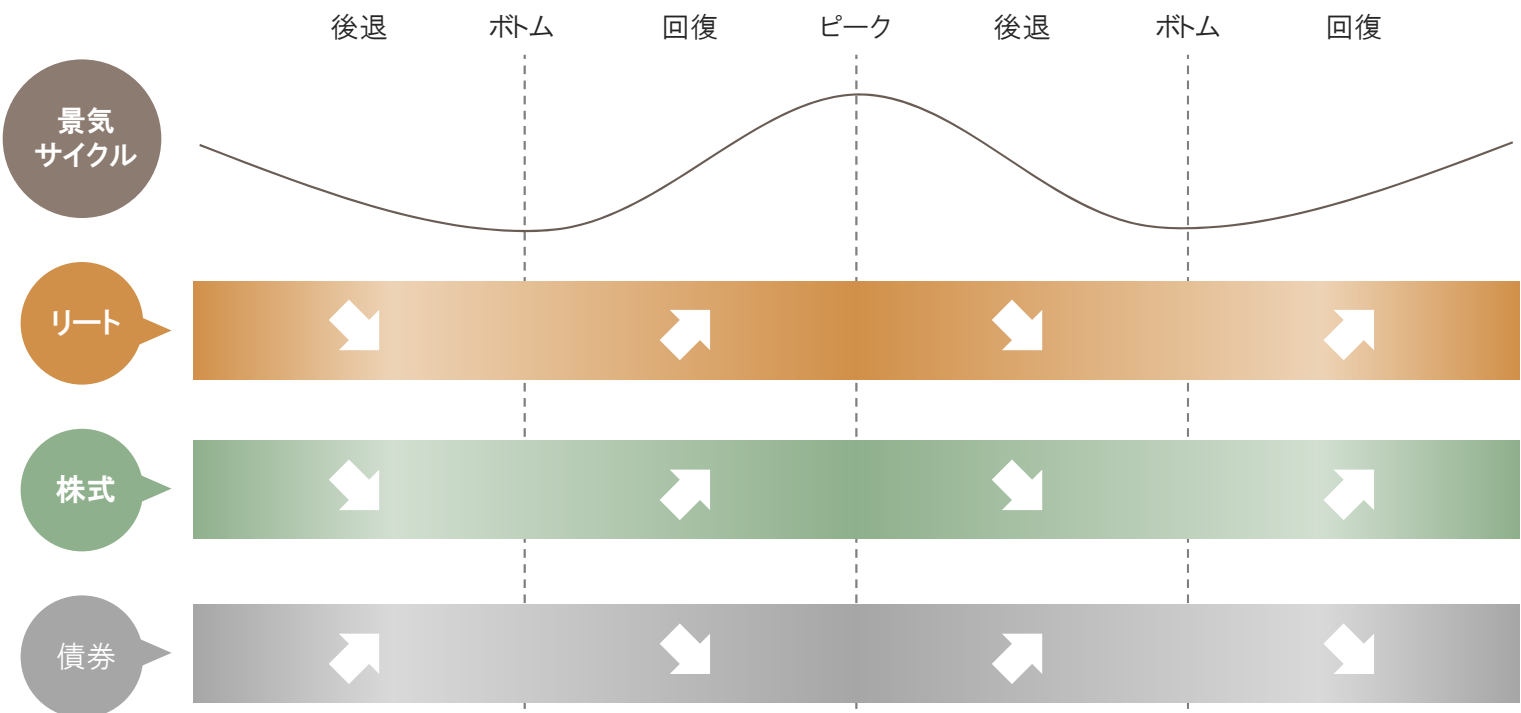 後退 ボトム 回復 ピーク 後退 ボトム 回復
景気
サイクル
リート
株式
債券